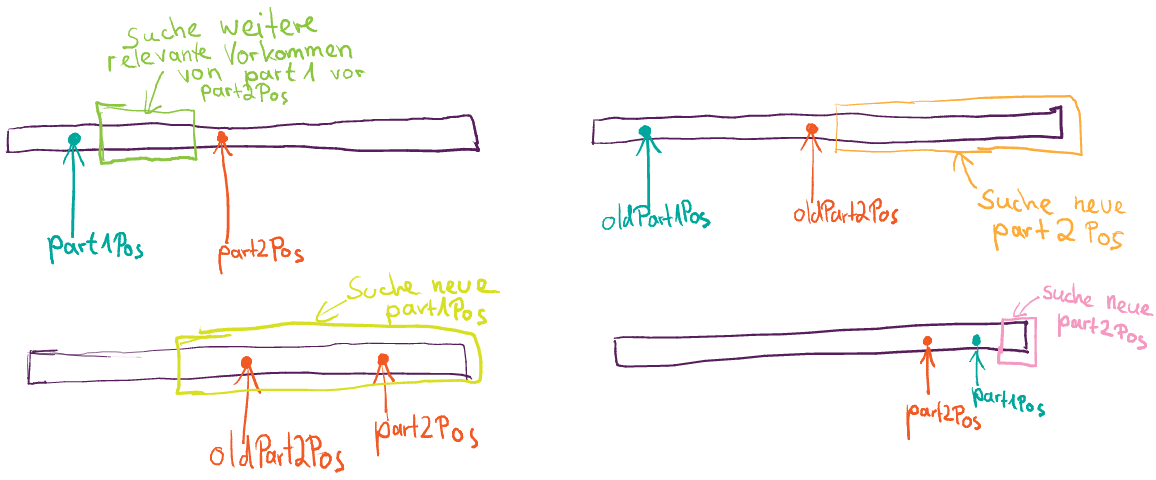 Suche weitere
relevante Vorkommen
von part1 vor
part2Pos
part1Pos
part2Pos
oldPart1Pos
oldPart2Pos
Suche neue
part2Pos
Suche neue
part1Pos
oldPart2Pos
part2Pos
suche neue
part2Pos
part2Pos
part1Pos